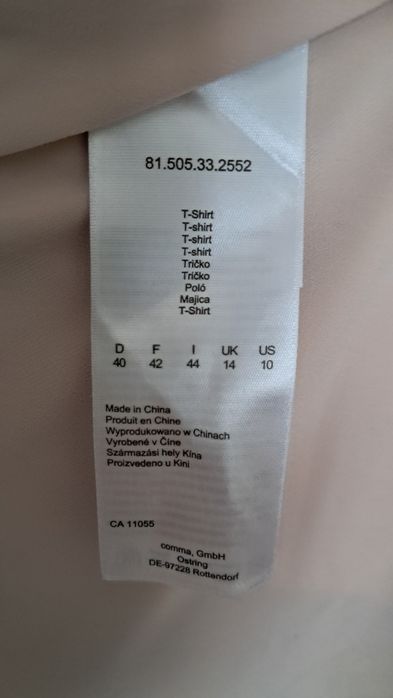 81.505.33.2552
T-Shirt
T-shirt
T-shirt
T-shirt
Tričko
Tričko
Poló
Majica
T-Shirt
D F I UK US
40 42 44 14 10
Made in China
Produit en Chine
Wyprodukowano w Chinach
Vyrobené v Číne
Származási hely Kína
Proizvedeno u Kini
CA 11055
comma, GmbH
Ostring
DE-97228 Rottendorf